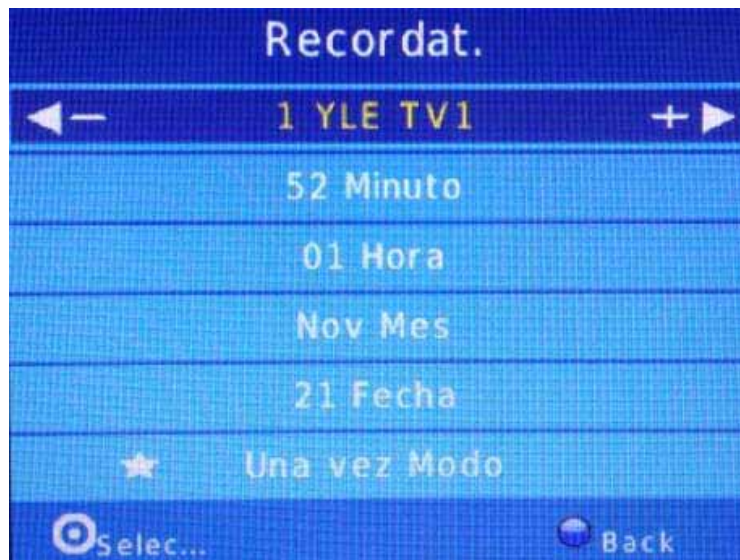 Recordat.
1 YLE TV1
52 Minuto
01 Hora
Nov Mes
21 Fecha
Una vez Modo
Selec... Back